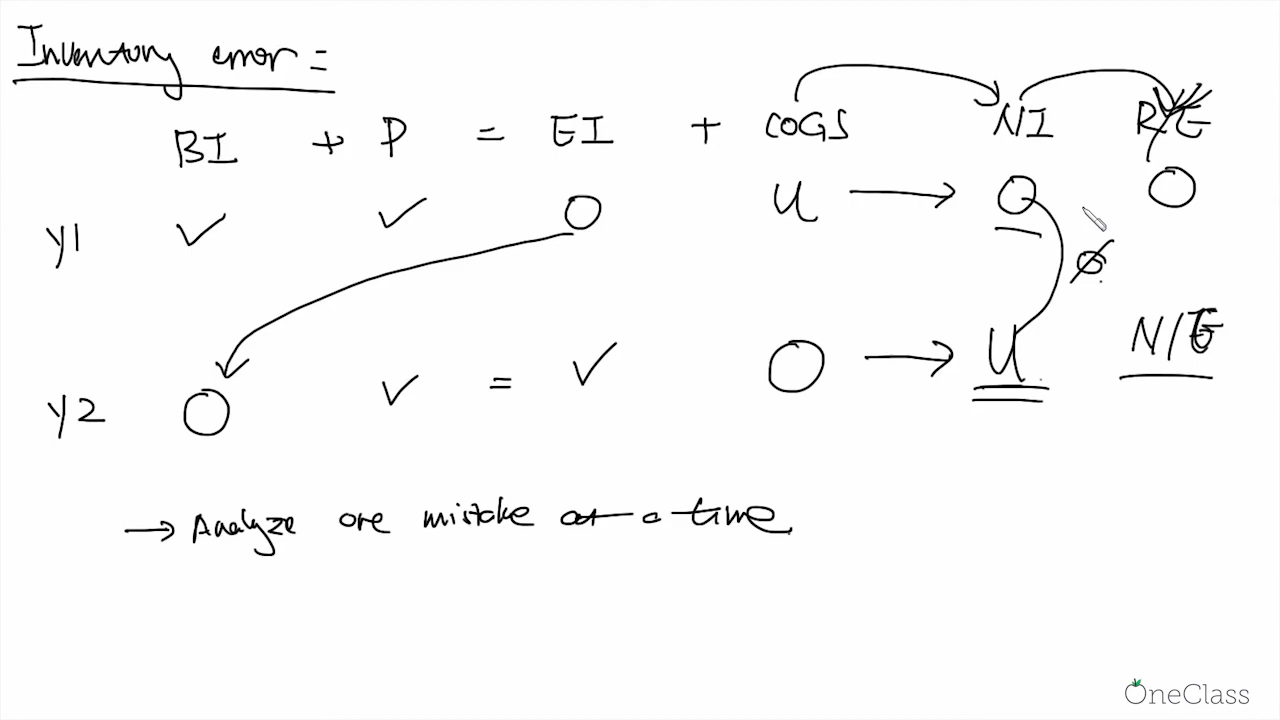 Inventory error =
BI + P = EI + COGS NI R/E
y1 ✓ ✓ O U → O O
Ø
y2 O ✓ = ✓ O → U N/E
→ Analyze one mistake at a time
OneClass